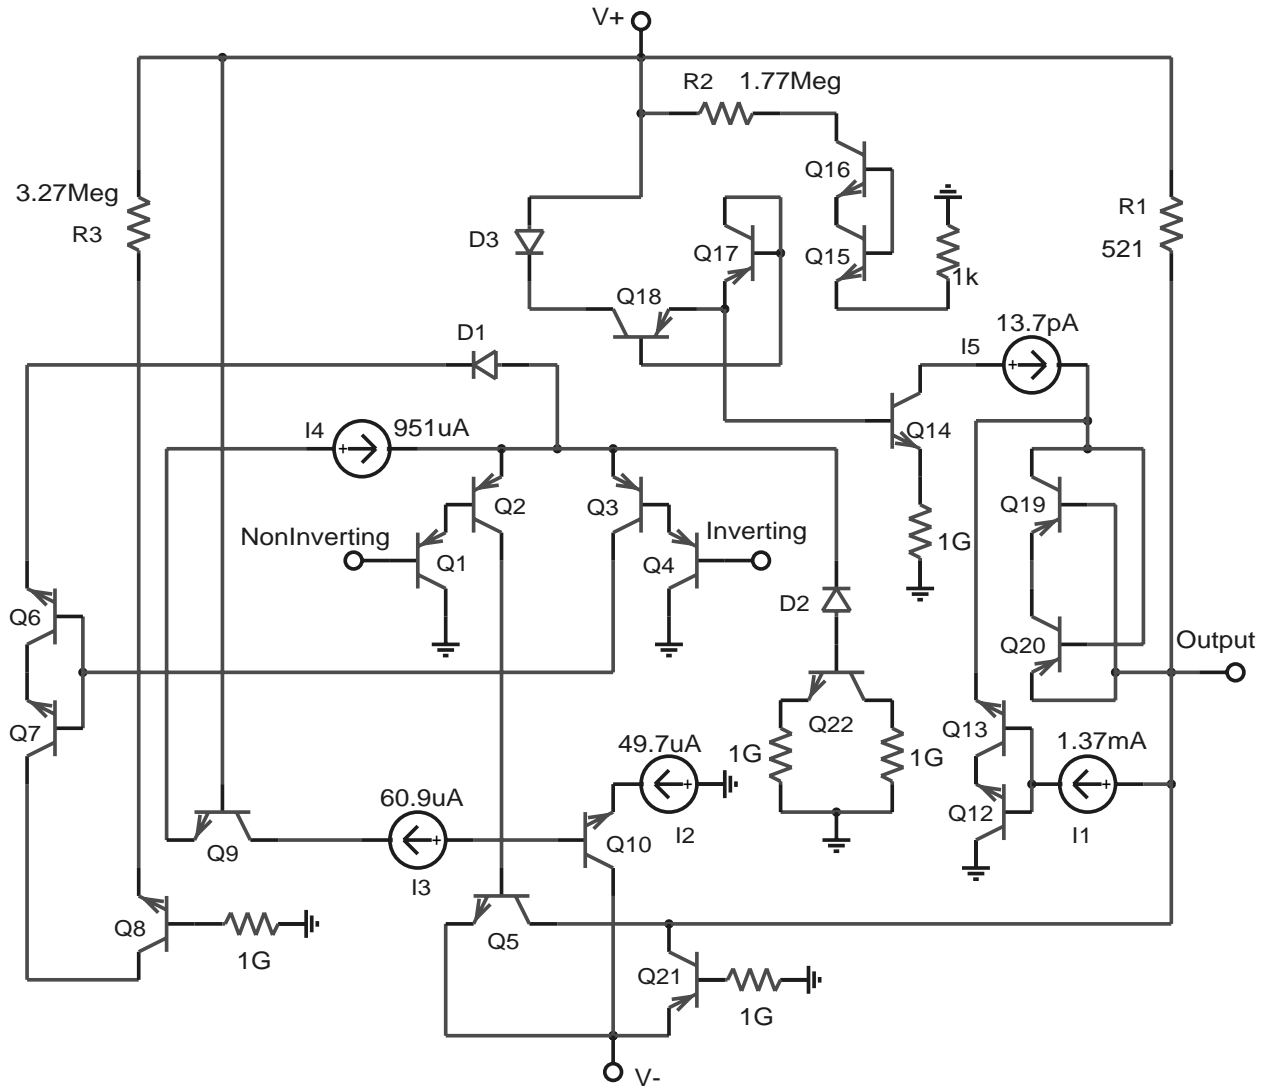 V+
R2 1.77Meg
Q16
3.27Meg
R3
R1
D3
Q17
Q15
521
1k
Q18
13.7pA
D1
I5
I4
951uA
Q14
Q2
Q3
Q19
NonInverting
Inverting
1G
Q1
Q4
Q6
D2
Output
Q20
Q7
Q22
Q13
1.37mA
49.7uA
1G
1G
60.9uA
Q12
Q9
Q10
I2
I1
I3
Q8
Q5
1G
Q21
1G
V-